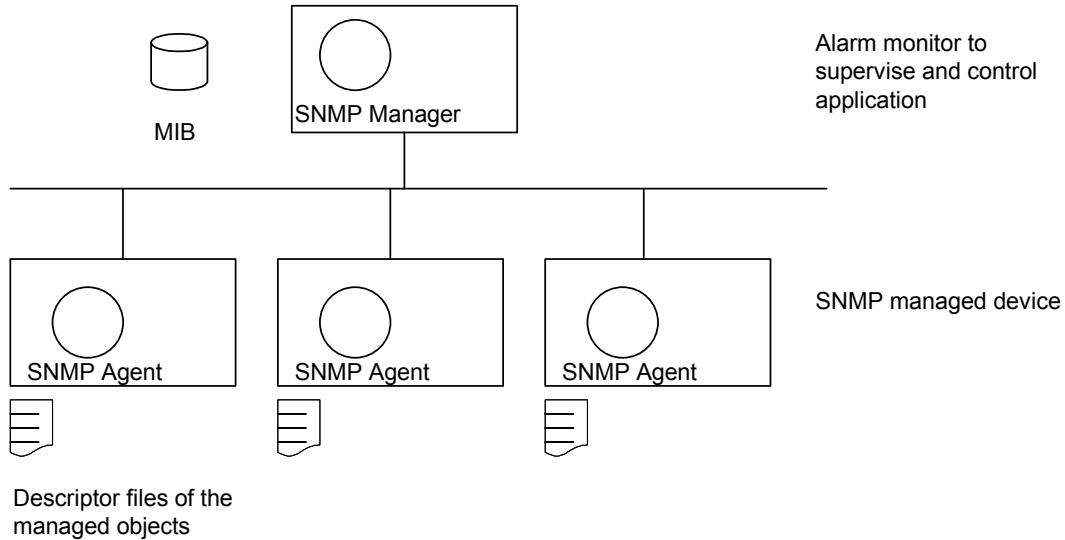 Alarm monitor to
supervise and control
application
SNMP Manager
MIB
SNMP managed device
SNMP Agent
SNMP Agent
SNMP Agent
Descriptor files of the
managed objects